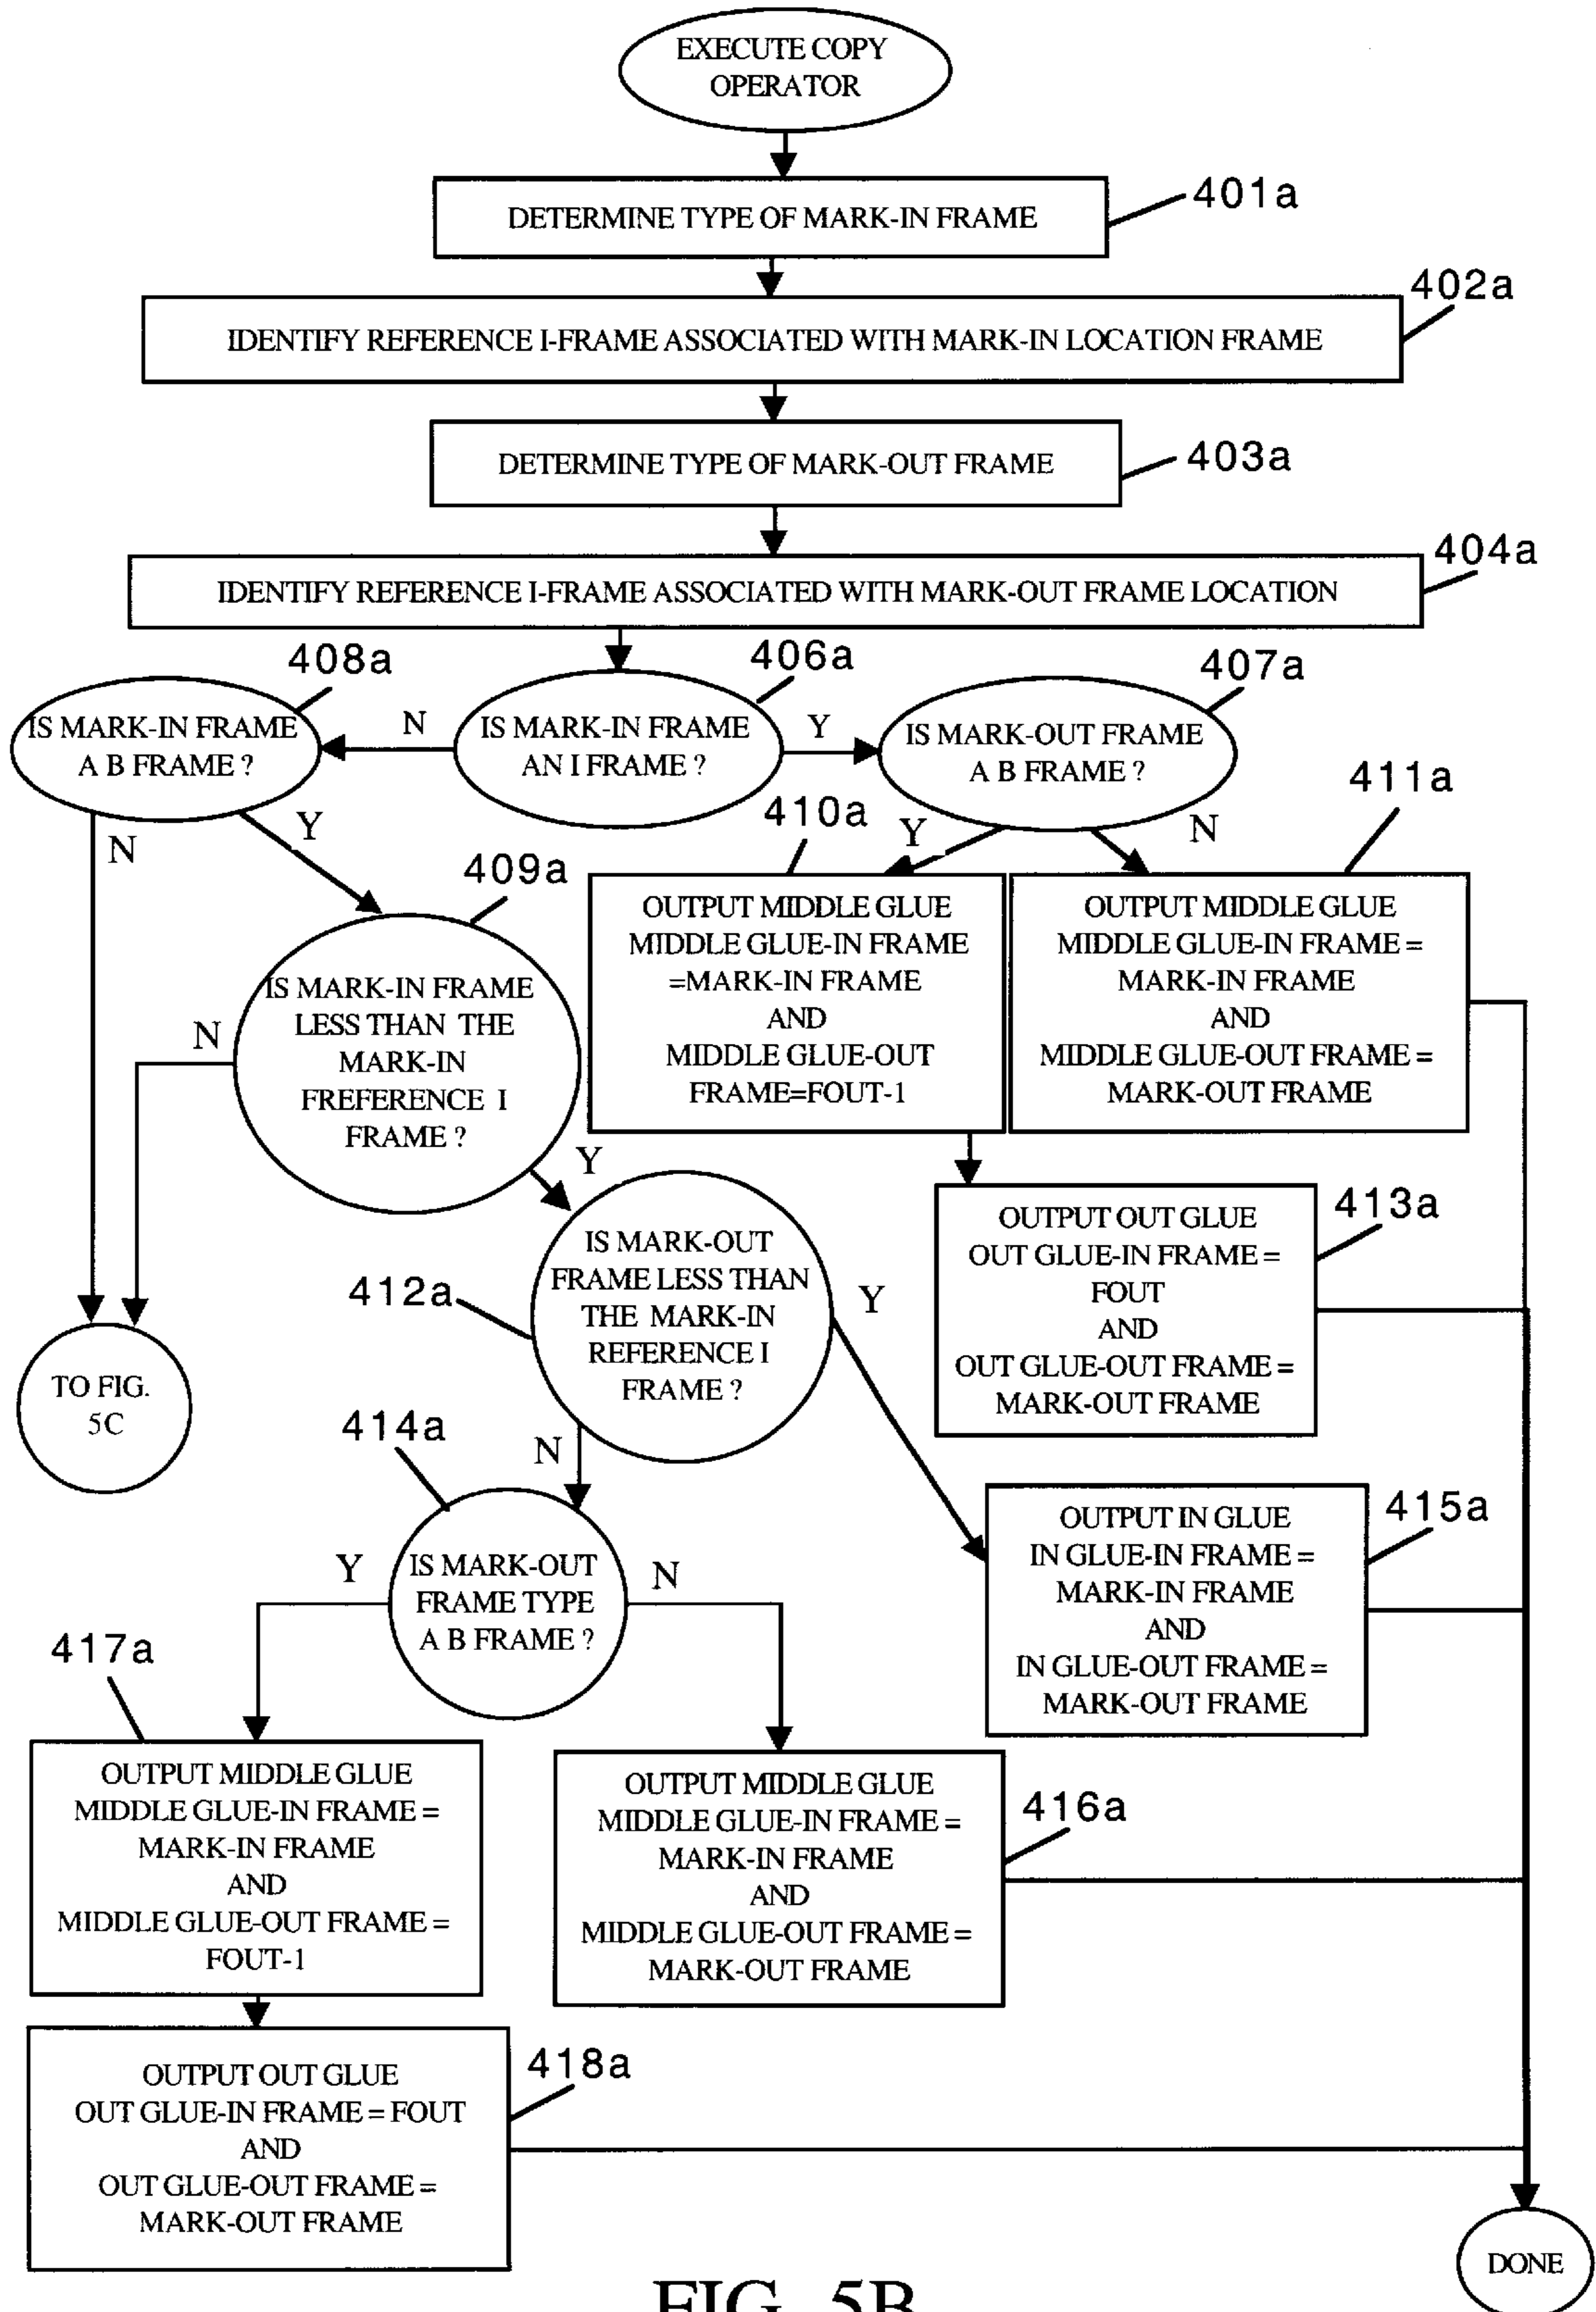 EXECUTE COPY
OPERATOR
DETERMINE TYPE OF MARK-IN FRAME
401a
IDENTIFY REFERENCE I-FRAME ASSOCIATED WITH MARK-IN LOCATION FRAME
402a
DETERMINE TYPE OF MARK-OUT FRAME
403a
IDENTIFY REFERENCE I-FRAME ASSOCIATED WITH MARK-OUT FRAME LOCATION
404a
408a
IS MARK-IN FRAME
A B FRAME ?
N
406a
IS MARK-IN FRAME
AN I FRAME ?
Y
407a
IS MARK-OUT FRAME
A B FRAME ?
N
Y
Y
N
410a
OUTPUT MIDDLE GLUE
MIDDLE GLUE-IN FRAME
=MARK-IN FRAME
AND
MIDDLE GLUE-OUT
FRAME=FOUT-1
411a
OUTPUT MIDDLE GLUE
MIDDLE GLUE-IN FRAME =
MARK-IN FRAME
AND
MIDDLE GLUE-OUT FRAME =
MARK-OUT FRAME
409a
IS MARK-IN FRAME
LESS THAN THE
MARK-IN
FREFERENCE I
FRAME ?
N
Y
413a
OUTPUT OUT GLUE
OUT GLUE-IN FRAME =
FOUT
AND
OUT GLUE-OUT FRAME =
MARK-OUT FRAME
412a
IS MARK-OUT
FRAME LESS THAN
THE MARK-IN
REFERENCE I
FRAME ?
Y
N
TO FIG.
5C
414a
IS MARK-OUT
FRAME TYPE
A B FRAME ?
Y
N
415a
OUTPUT IN GLUE
IN GLUE-IN FRAME =
MARK-IN FRAME
AND
IN GLUE-OUT FRAME =
MARK-OUT FRAME
417a
OUTPUT MIDDLE GLUE
MIDDLE GLUE-IN FRAME =
MARK-IN FRAME
AND
MIDDLE GLUE-OUT FRAME =
FOUT-1
416a
OUTPUT MIDDLE GLUE
MIDDLE GLUE-IN FRAME =
MARK-IN FRAME
AND
MIDDLE GLUE-OUT FRAME =
MARK-OUT FRAME
418a
OUTPUT OUT GLUE
OUT GLUE-IN FRAME = FOUT
AND
OUT GLUE-OUT FRAME =
MARK-OUT FRAME
DONE
FIG. 5B